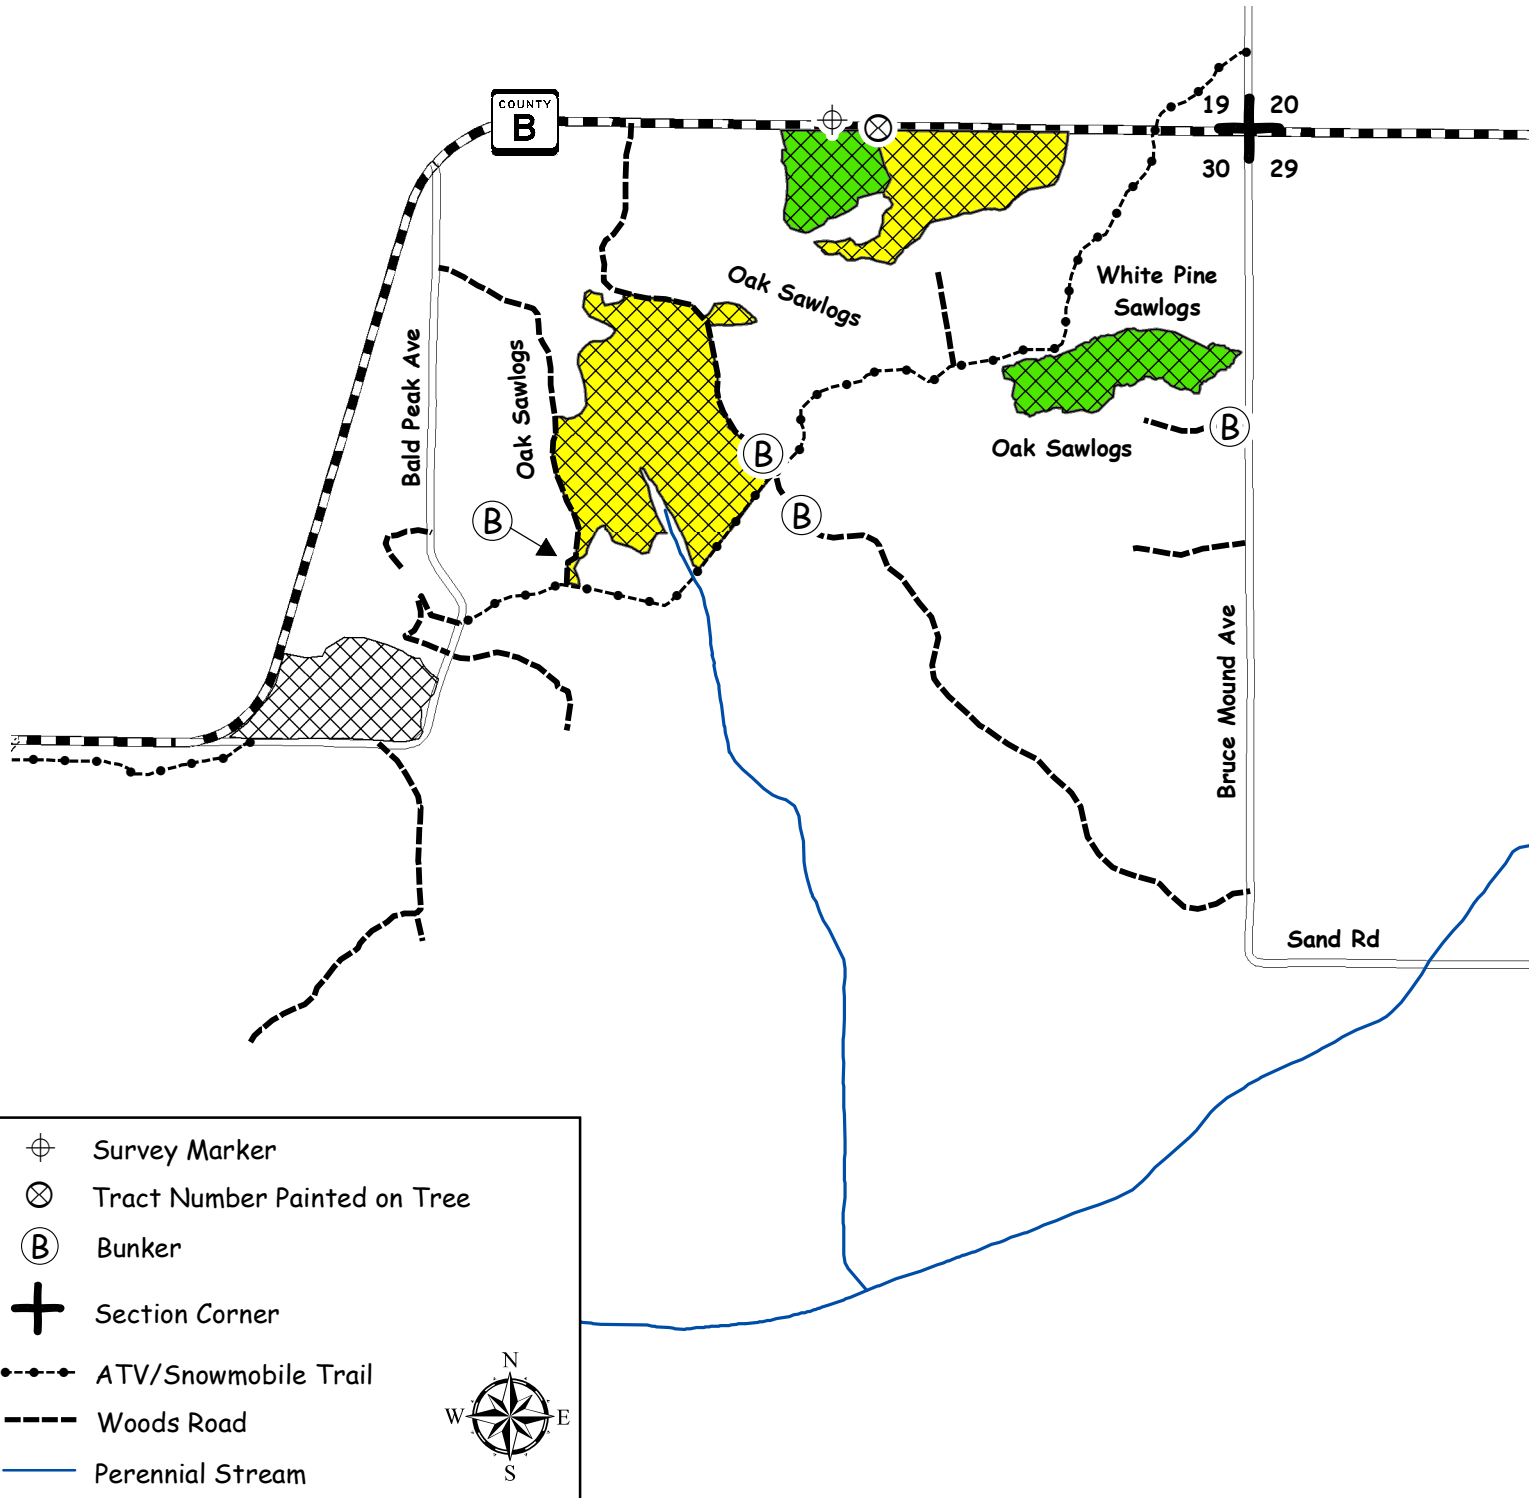 COUNTY
B
19
20
30
29
Oak Sawlogs
White Pine
Sawlogs
Bald Peak Ave
Oak Sawlogs
B
Oak Sawlogs
B
B
B
Bruce Mound Ave
Sand Rd
Survey Marker
Tract Number Painted on Tree
B
Bunker
Section Corner
ATV/Snowmobile Trail
Woods Road
Perennial Stream
N
W
E
S